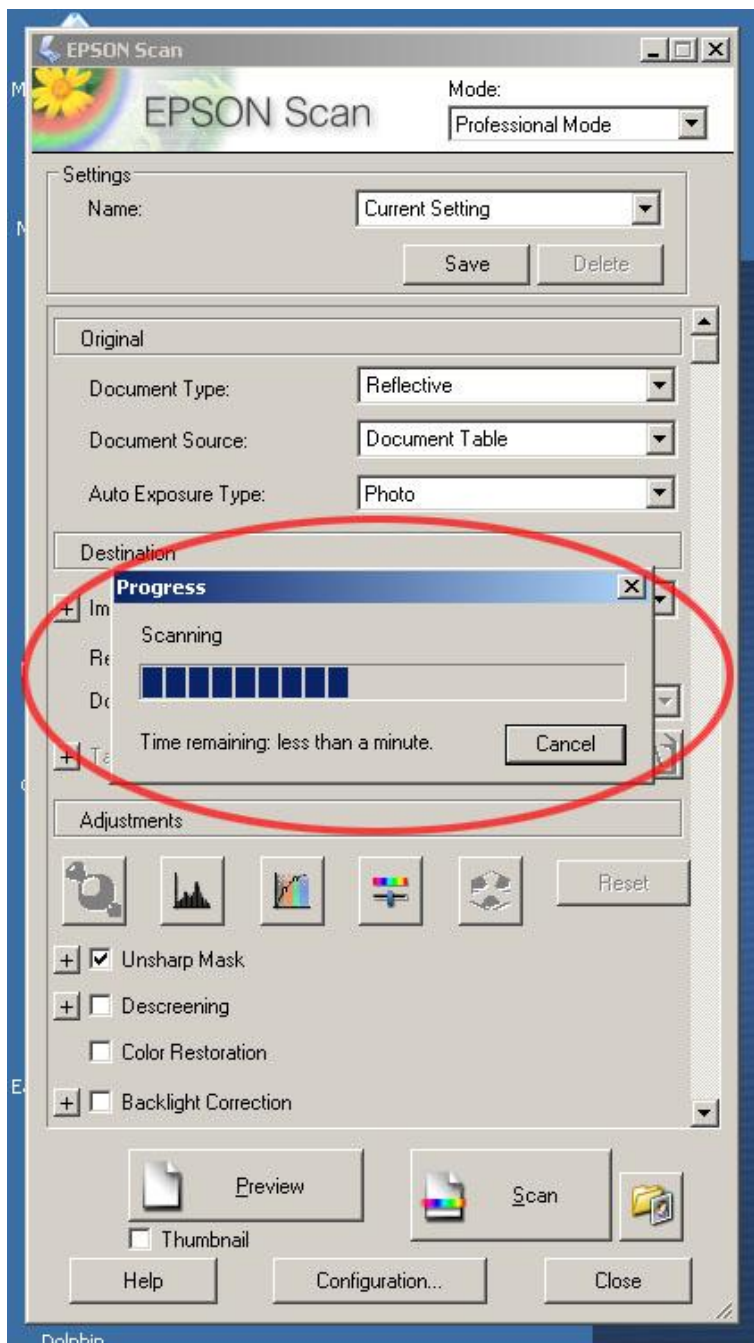 EPSON Scan
EPSON Scan
Mode:
Professional Mode
Settings
Name:
Current Setting
Save
Delete
Original
Document Type:
Reflective
Document Source:
Document Table
Auto Exposure Type:
Photo
Destination
Progress
Scanning
Time remaining: less than a minute.
Cancel
Adjustments
Reset
Unsharp Mask
Descreening
Color Restoration
Backlight Correction
Preview
Scan
Thumbnail
Help
Configuration...
Close
Dolphin